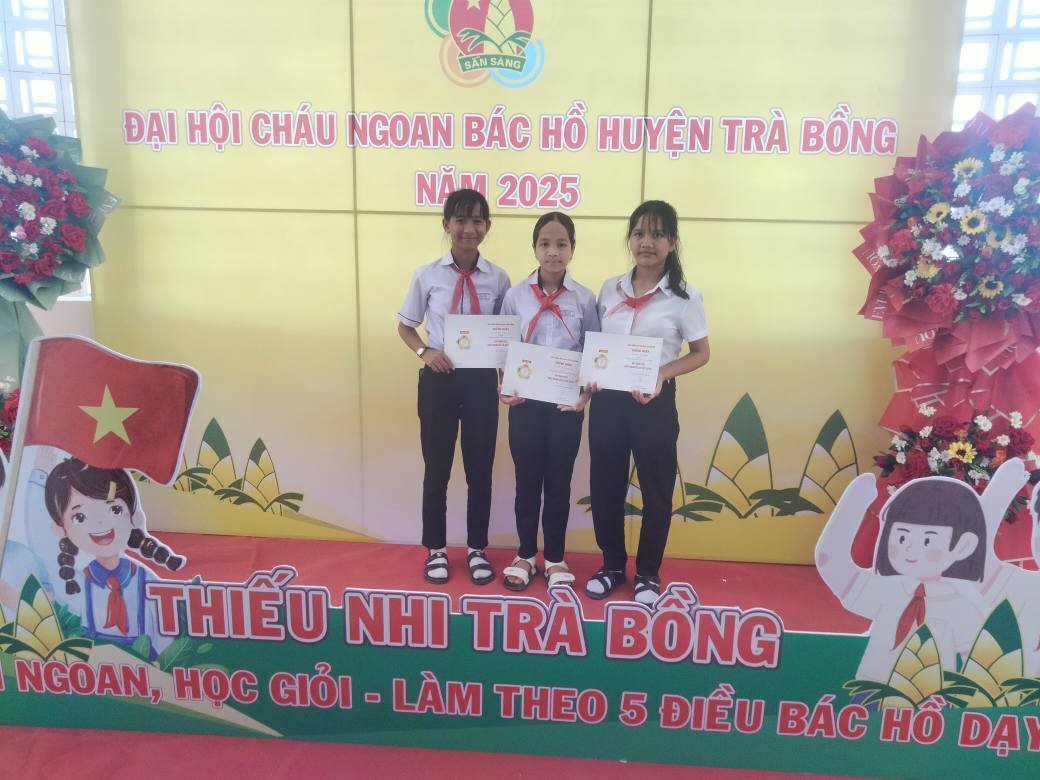 SẴN SÀNG
ĐẠI HỘI CHÁU NGOAN BÁC HỒ HUYỆN TRÀ BỒNG
NĂM 2025
THIẾU NHI TRÀ BỒNG
NGOAN, HỌC GIỎI - LÀM THEO 5 ĐIỀU BÁC HỒ DẠY